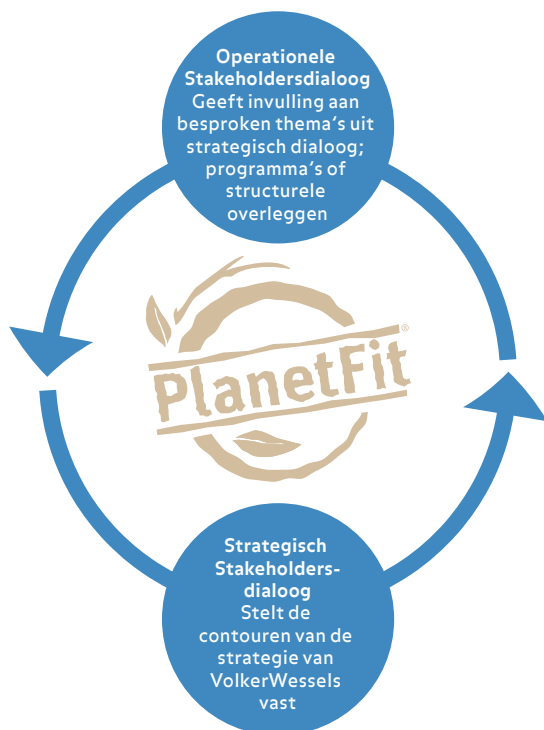 Operationele
Stakeholdersdialoog
Geeft invulling aan
besproken thema's uit
strategisch dialoog;
programma's of
structurele
overleggen
PlanetFit®
Strategisch
Stakeholders-
dialoog
Stelt de
contouren van de
strategie van
VolkerWessels
vast